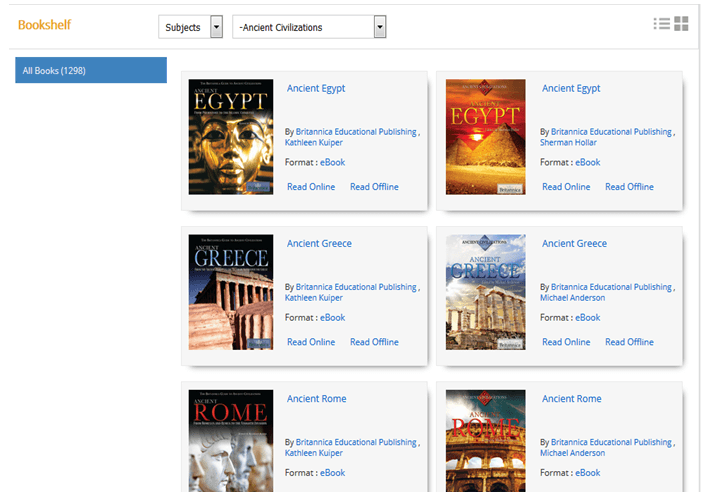 Bookshelf
Subjects
-Ancient Civilizations
All Books (1298)
ANCIENT
EGYPT
Ancient Egypt
By Britannica Educational Publishing ,
Kathleen Kuiper
Format : eBook
Read Online Read Offline
ANCIENT CIVILIZATIONS
ANCIENT
EGYPT
Britannica
Ancient Egypt
By Britannica Educational Publishing ,
Sherman Hollar
Format : eBook
Read Online Read Offline
ANCIENT
GREECE
Ancient Greece
By Britannica Educational Publishing ,
Kathleen Kuiper
Format : eBook
Read Online Read Offline
ANCIENT CIVILIZATIONS
ANCIENT
GREECE
Britannica
Ancient Greece
By Britannica Educational Publishing ,
Michael Anderson
Format : eBook
Read Online Read Offline
ANCIENT
ROME
Ancient Rome
By Britannica Educational Publishing ,
Kathleen Kuiper
Format : eBook
ANCIENT CIVILIZATIONS
ANCIENT
ROME
Ancient Rome
By Britannica Educational Publishing ,
Michael Anderson
Format : eBook